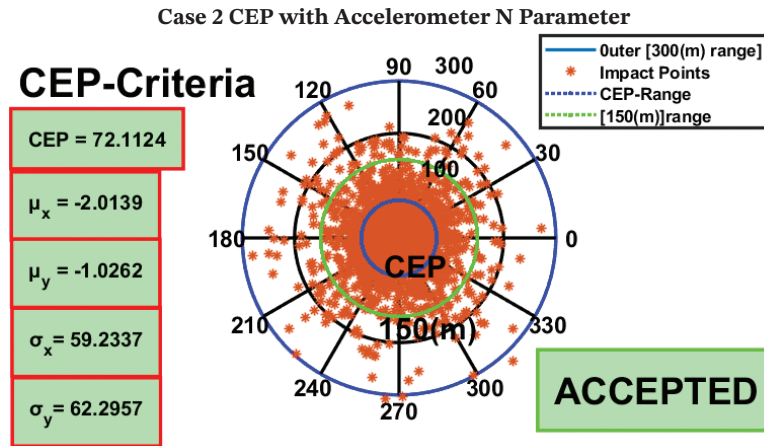 Case 2 CEP with Accelerometer N Parameter
CEP-Criteria
CEP = 72.1124
μx = -2.0139
μy = -1.0262
σx = 59.2337
σy = 62.2957
90
300
120
60
200
150
30
100
180
0
CEP
210
150(m)
330
240
300
270
0uter [300(m) range]
Impact Points
CEP-Range
[150(m)]range
ACCEPTED